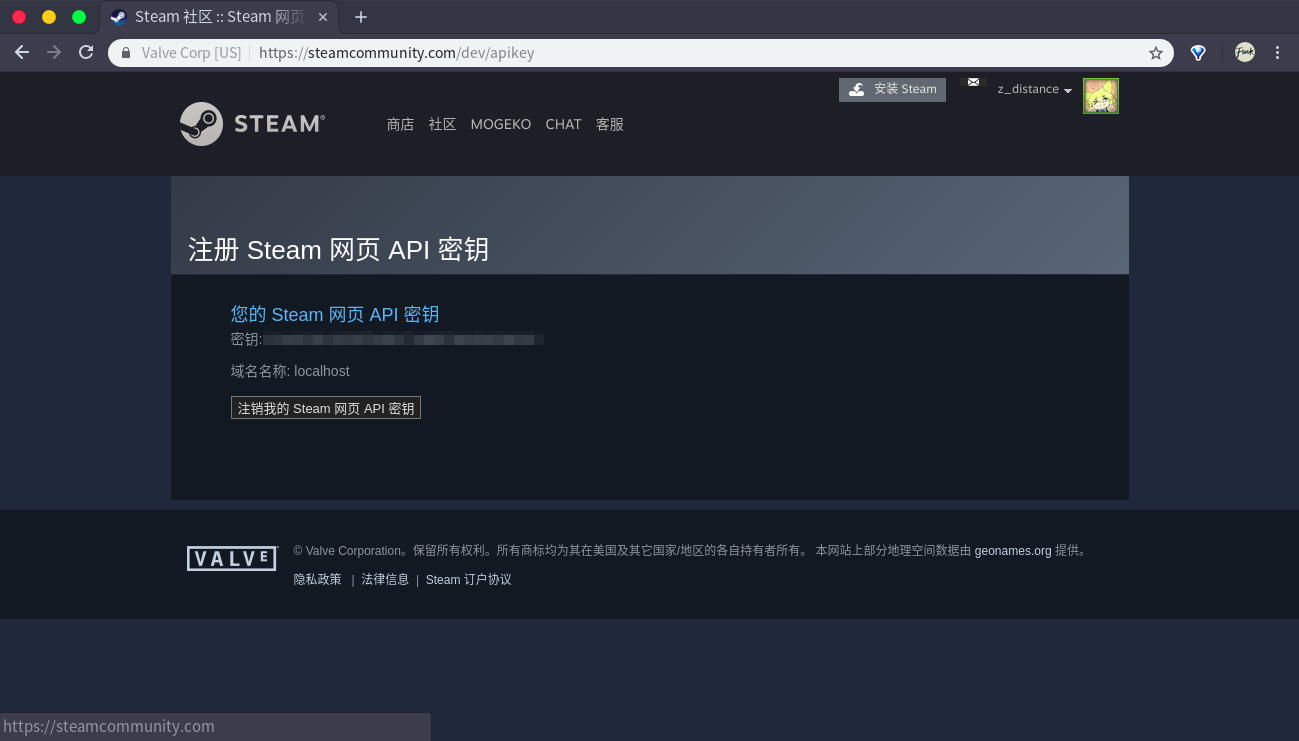 Steam 社区 :: Steam 网页
Valve Corp [US] https://steamcommunity.com/dev/apikey
安装 Steam
z_distance
STEAM®
商店 社区 MOGEKO CHAT 客服
注册 Steam 网页 API 密钥
您的 Steam 网页 API 密钥
密钥:
域名名称: localhost
注销我的 Steam 网页 API 密钥
VALVE
© Valve Corporation。保留所有权利。所有商标均为其在美国及其它国家/地区的各自持有者所有。 本网站上部分地理空间数据由 geonames.org 提供。
隐私政策 | 法律信息 | Steam 订户协议
https://steamcommunity.com